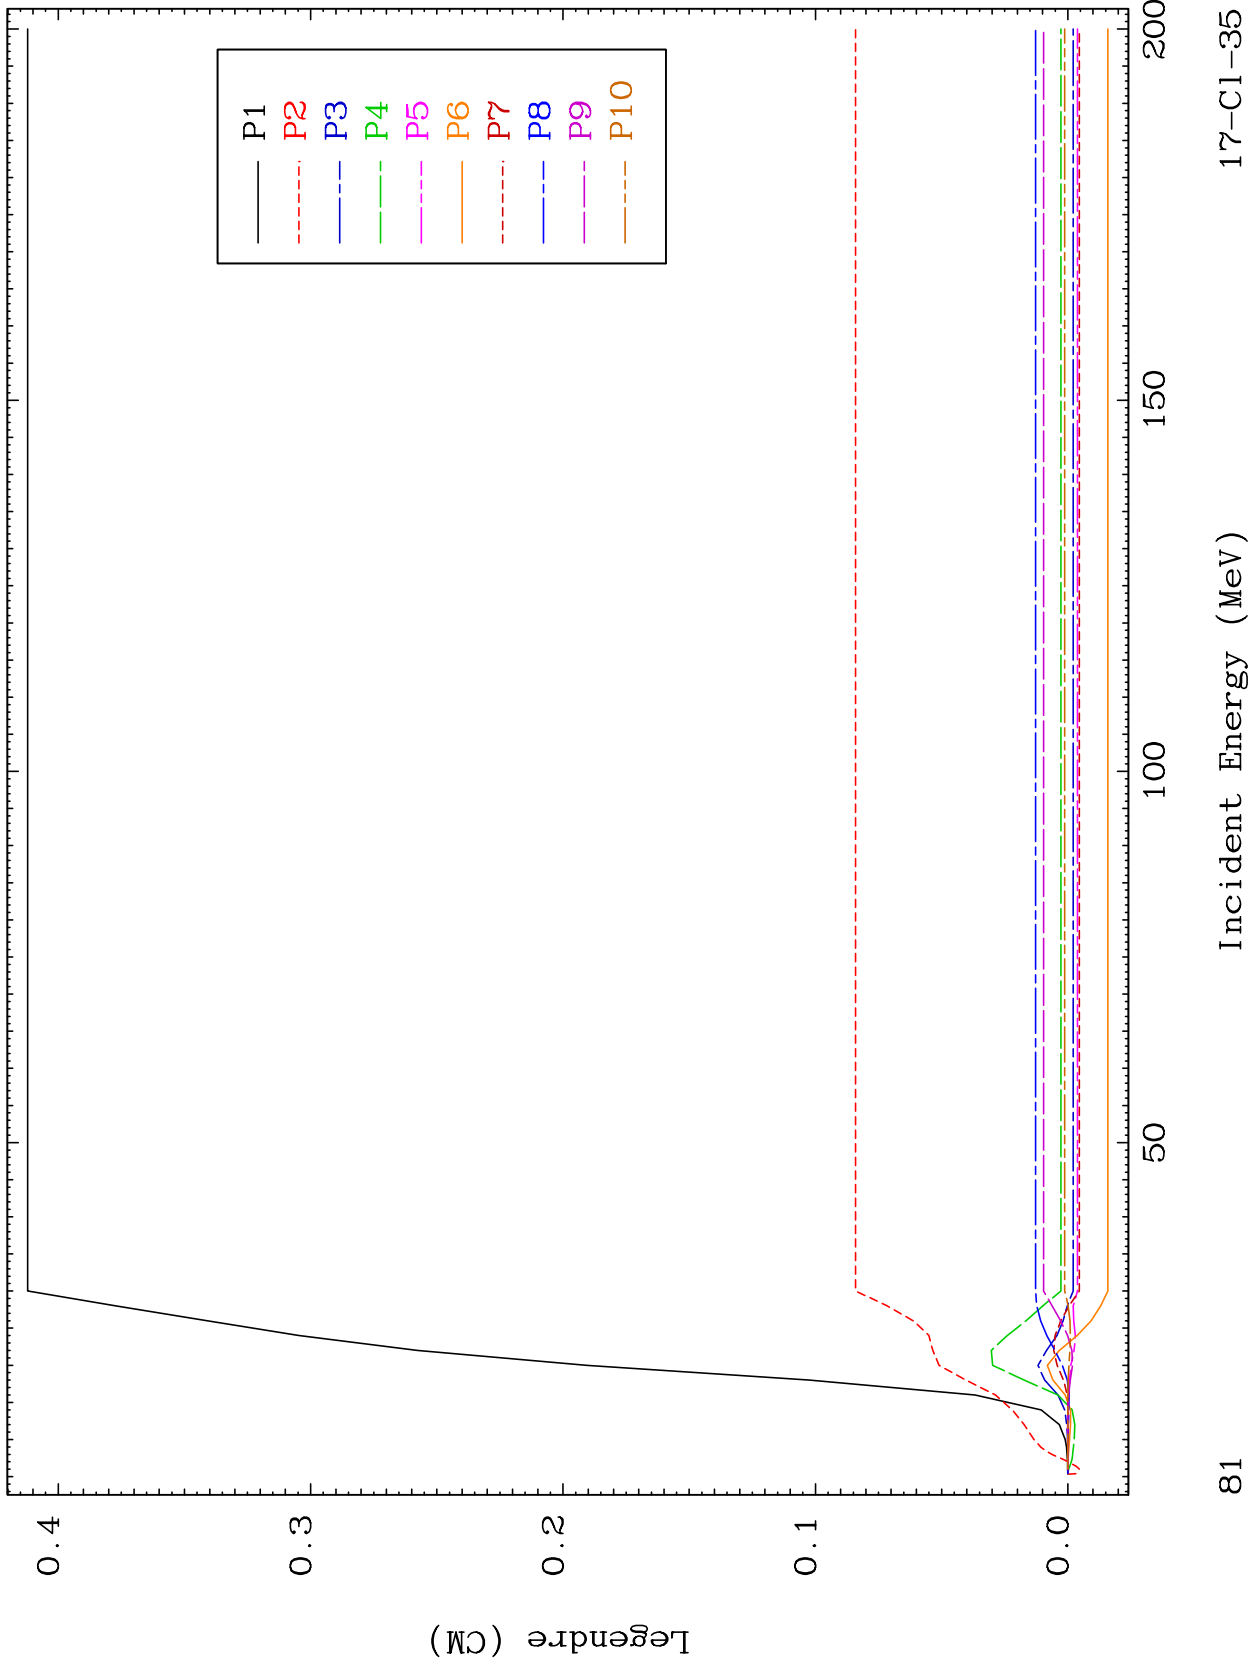 Legendre (CM)
0.4
0.3
0.2
0.1
0.0
P1
P2
P3
P4
P5
P6
P7
P8
P9
P10
50
100
150
200
81
Incident Energy (MeV)
17-Cl-35